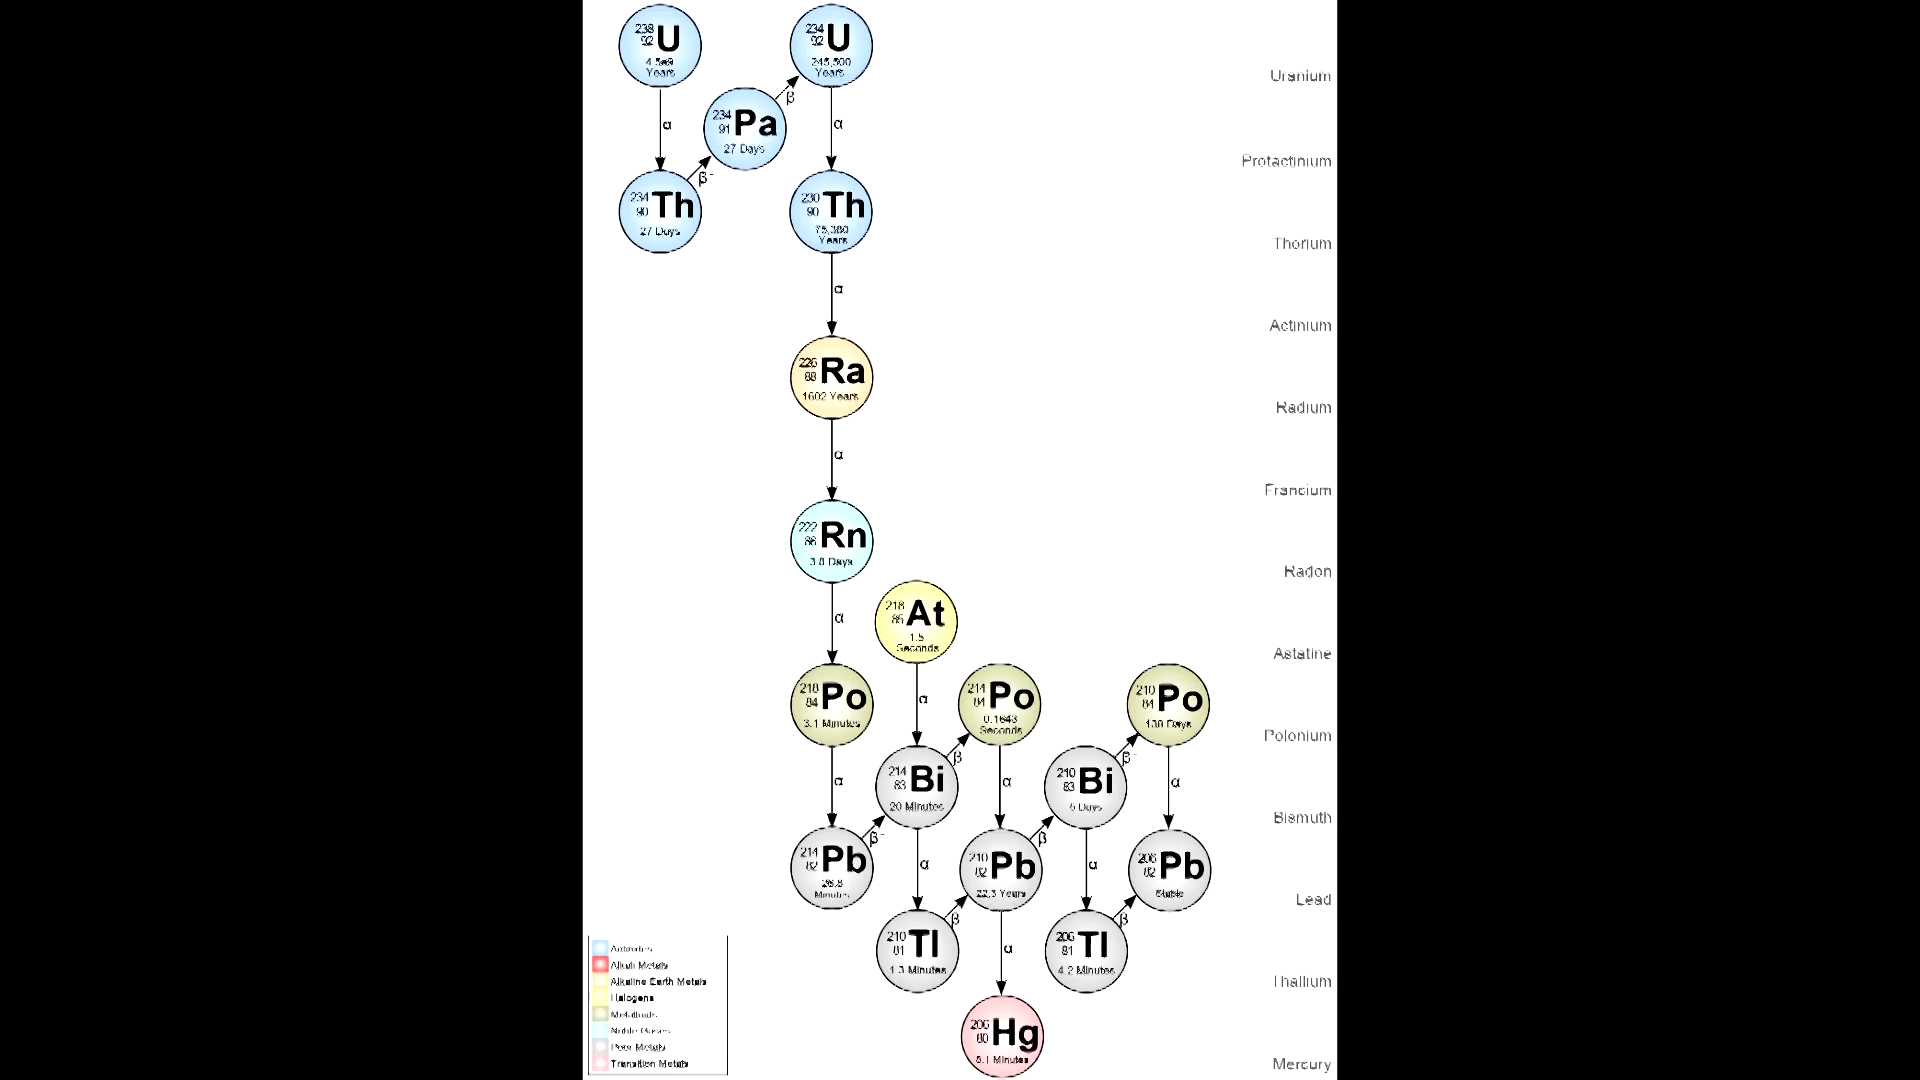 238
92 U
Years
234
92 U
245,500
Years
Uranium
α
234
91 Pa
27 Days
β
α
Protactinium
234
90 Th
27 Days
β-
230
90 Th
75,380
Years
Thorium
α
Actinium
226
88 Ra
1602 Years
Radium
α
Francium
222
86 Rn
3.8 Days
Radon
α
218
85 At
1.5
Seconds
Astatine
218
84 Po
3.1 Minutes
α
214
84 Po
0.1643
Seconds
210
84 Po
138 Days
Polonium
α
214
83 Bi
20 Minutes
β
α
210
83 Bi
5 Days
β-
α
Bismuth
214
82 Pb
26.8
Minutes
β-
α
210
82 Pb
22.3 Years
β
α
206
82 Pb
Stable
Lead
210
81 Tl
1.3 Minutes
β
α
206
81 Tl
4.2 Minutes
β
Thallium
206
80 Hg
8.1 Minutes
Mercury
Alkali Metals
Alkaline Earth Metals
Halogens
Metalloids
Poor Metals
Transition Metals